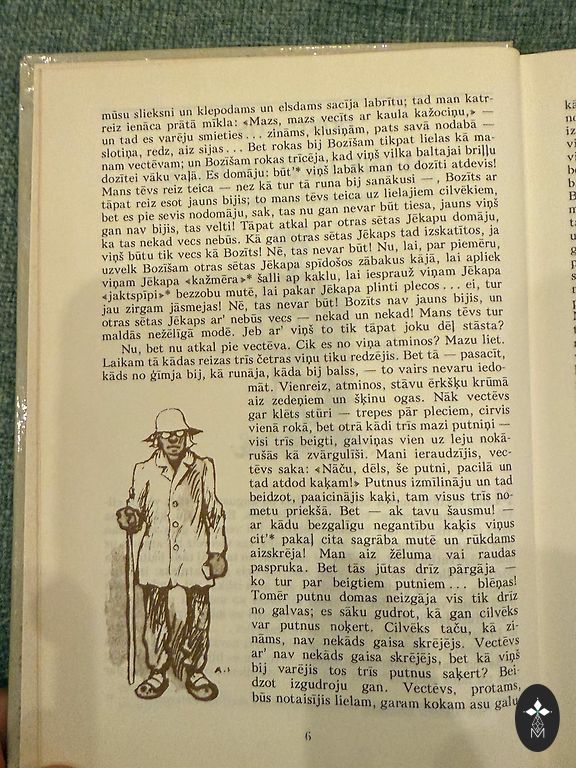 mūsu slieksni un klepodams un elsdams sacīja labrītu; tad man katr-
reiz ienāca prātā mīkla: «Mazs, mazs vecīts ar kaula kažociņu,» —
un tad es varēju smieties... zināms, klusiņām, pats savā nodabā —
slotiņa, redz, aiz sijas... Bet rokas bij Bozīšam tikpat lielas kā ma-
nam vectēvam; un Bozīšam rokas trīcēja, kad viņš vilka baltajai briļļu
dozītei vāku vaļā. Es domāju: būt'* viņš labāk man to dozīti atdevis!
Mans tēvs reiz teica — nez kā tur tā runa bij sanākusi —, Bozīts ar
tāpat reiz esot jauns bijis; to mans tēvs teica uz lielajiem cilvēkiem,
bet es pie sevis nodomāju, sak, tas nu gan nevar būt tiesa, jauns viņš
gan nav bijis, tas velti! Tāpat atkal par otras sētas Jēkapu domāju,
ka tas nekad vecs nebūs. Kā gan otras sētas Jēkaps tad izskatītos, ja
viņš būtu tik vecs kā Bozīts! Nē, tas nevar būt! Nu, lai, par piemēru,
uzvelk Bozīšam otras sētas Jēkapa spīdošos zābakus kājā, lai apliek
viņam Jēkapa «kažmēra»* šalli ap kaklu, lai iesprauž viņam Jēkapa
«jaktspīpi»* bezzobu mutē, lai pakar Jēkapa plinti plecos... ei, tur
jau zirgam jāsmejas! Nē, tas nevar būt! Bozīts nav jauns bijis, un
otras sētas Jēkaps ar' nebūs vecs — nekad un nekad! Mans tēvs tur
maldās nežēlīgā modē. Jeb ar' viņš to tik tāpat joku dēļ stāsta?
Nu, bet nu atkal pie vectēva. Cik es no viņa atminos? Mazu liet.
Laikam tā kādas reizas trīs četras viņu tiku redzējis. Bet tā — pasacīt,
kāds no ģīmja bij, kā runāja, kāda bij balss, — to vairs nevaru iedo-
māt. Vienreiz, atminos, stāvu ērkšķu krūmā
aiz zedeņiem un šķinu ogas. Nāk vectēvs
gar klēts stūri — trepes pār pleciem, cirvis
vienā rokā, bet otrā kādi trīs mazi putniņi —
visi trīs beigti, galviņas vien uz leju nokā-
rušās kā zvārgulīši. Mani ieraudzījis, vec-
tēvs saka: «Nāču, dēls, še putni, pacilā un
tad atdod kaķam!» Putnus izmīlināju un tad
beidzot, paaicinājis kaķi, tam visus trīs no-
metu priekšā. Bet — ak tavu šausmu! —
ar kādu bezgalīgu negantību kaķis viņus
cit'* pakaļ cita sagrāba mutē un rūkdams
aizskrēja! Man aiz žēluma vai raudas
paspruka. Bet tās jūtas drīz pārgāja —
ko tur par beigtiem putniem... blēņas!
Tomēr putnu domas neizgāja vis tik drīz
no galvas; es sāku gudrot, kā gan cilvēks
var putnus noķert. Cilvēks taču, kā zi-
nāms, nav nekāds gaisa skrējējs. Vectēvs
ar' nav nekāds gaisa skrējējs, bet kā viņš
bij varējis tos trīs putnus saķert? Bei-
dzot izgudroju gan. Vectēvs, protams,
būs notaisījis lielam, garam kokam asu galu
6